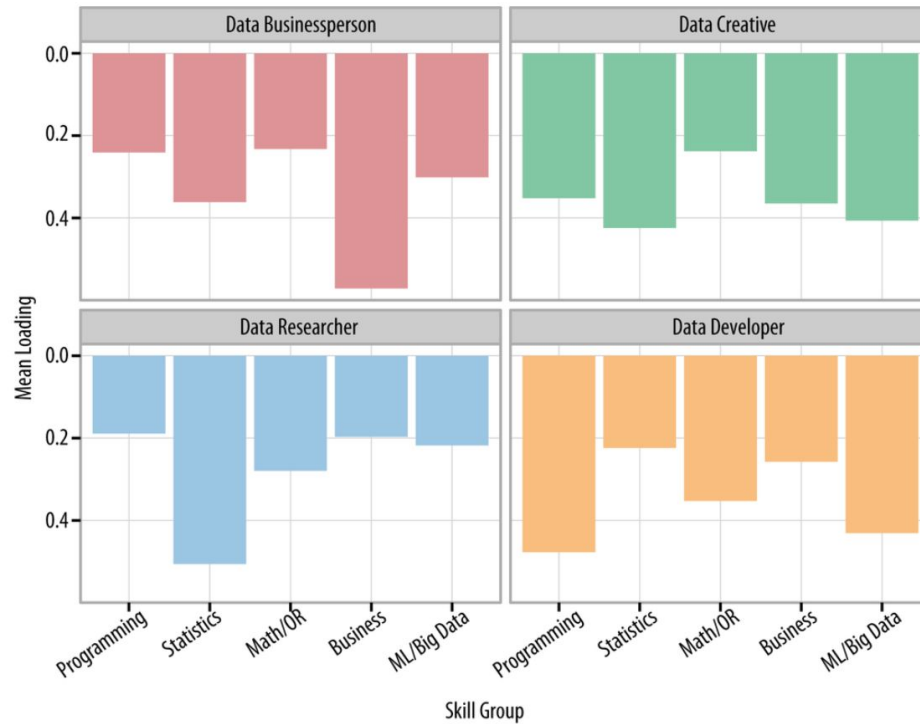 Data Businessperson
Data Creative
0.0
0.2
0.4
Data Researcher
Data Developer
0.0
0.2
0.4
Mean Loading
Programming
Statistics
Math/OR
Business
ML/Big Data
Programming
Statistics
Math/OR
Business
ML/Big Data
Skill Group